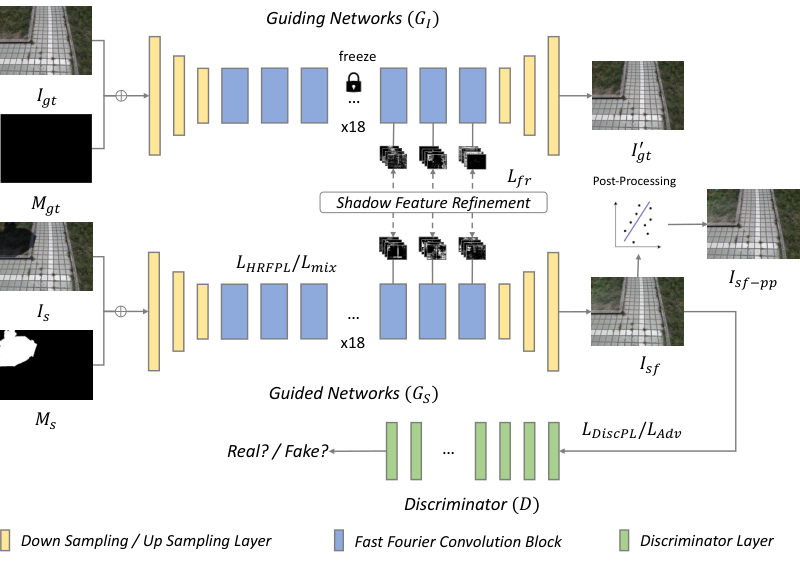 Guiding Networks (G_I)
freeze
...
x18
I_gt
M_gt
I'_gt
L_fr
Shadow Feature Refinement
Post-Processing
I_sf-pp
L_HRFPL/L_mix
I_s
...
x18
I_sf
M_s
Guided Networks (G_S)
L_DiscPL/L_Adv
Real? / Fake?
...
Discriminator (D)
Down Sampling / Up Sampling Layer
Fast Fourier Convolution Block
Discriminator Layer